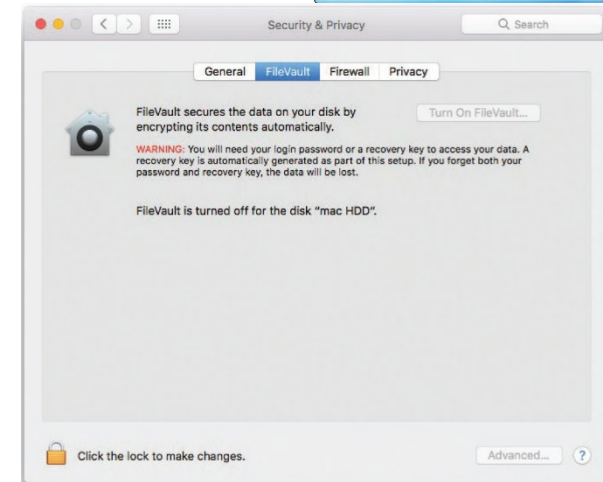 Security & Privacy
Search
General FileVault Firewall Privacy
FileVault secures the data on your disk by
encrypting its contents automatically.
Turn On FileVault...
WARNING: You will need your login password or a recovery key to access your data. A
recovery key is automatically generated as part of this setup. If you forget both your
password and recovery key, the data will be lost.
FileVault is turned off for the disk “mac HDD”.
Click the lock to make changes.
Advanced...
?